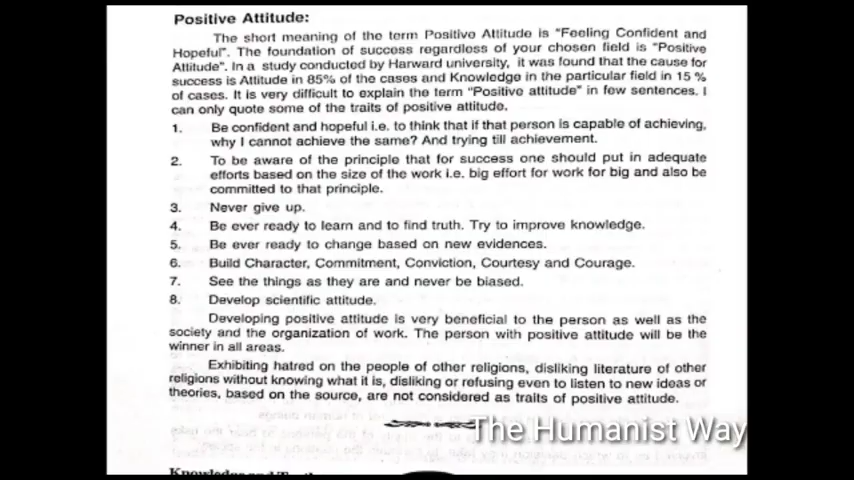 Positive Attitude:
The short meaning of the term Positive Attitude is "Feeling Confident and
Hopeful". The foundation of success regardless of your chosen field is "Positive
Attitude". In a study conducted by Harward university, it was found that the cause for
success is Attitude in 85% of the cases and Knowledge in the particular field in 15 %
of cases. It is very difficult to explain the term "Positive attitude" in few sentences. I
can only quote some of the traits of positive attitude.
1. Be confident and hopeful i.e. to think that if that person is capable of achieving,
why I cannot achieve the same? And trying till achievement.
2. To be aware of the principle that for success one should put in adequate
efforts based on the size of the work i.e. big effort for work for big and also be
committed to that principle.
3. Never give up.
4. Be ever ready to learn and to find truth. Try to improve knowledge.
5. Be ever ready to change based on new evidences.
6. Build Character, Commitment, Conviction, Courtesy and Courage.
7. See the things as they are and never be biased.
8. Develop scientific attitude.
Developing positive attitude is very beneficial to the person as well as the
society and the organization of work. The person with positive attitude will be the
winner in all areas.
Exhibiting hatred on the people of other religions, disliking literature of other
religions without knowing what it is, disliking or refusing even to listen to new ideas or
theories, based on the source, are not considered as traits of positive attitude.
The Humanist Way